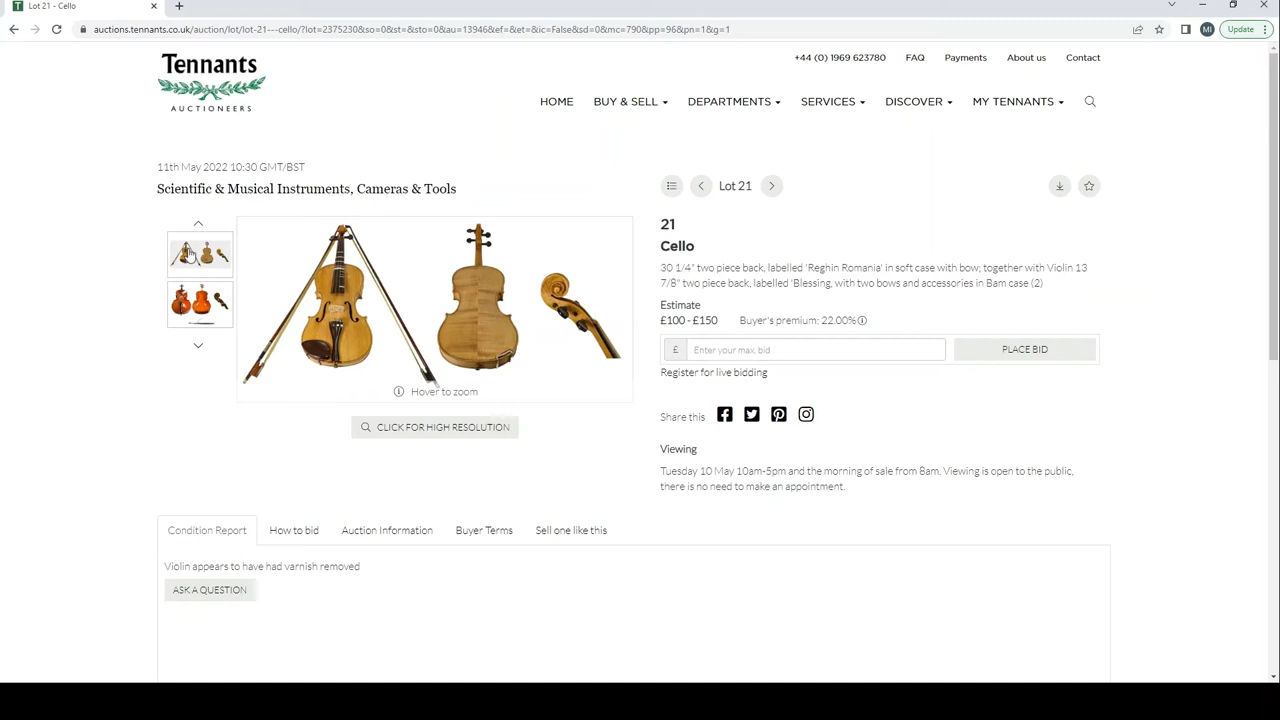 Lot 21 - Cello
auctions.tennants.co.uk/auction/lot/lot-21---cello/?lot=2375230&so=0&st=&sto=0&au=13946&ef=&et=&ic=False&sd=0&mc=790&pp=96&pn=1&g=1
MI
Update
Tennants
AUCTIONEERS
+44 (0) 1969 623780
FAQ
Payments
About us
Contact
HOME
BUY & SELL
DEPARTMENTS
SERVICES
DISCOVER
MY TENNANTS
11th May 2022 10:30 GMT/BST
Scientific & Musical Instruments, Cameras & Tools
Hover to zoom
CLICK FOR HIGH RESOLUTION
Lot 21
21
Cello
30 1/4" two piece back, labelled 'Reghin Romania' in soft case with bow; together with Violin 13
7/8" two piece back, labelled 'Blessing, with two bows and accessories in Bam case (2)
Estimate
£100 - £150
Buyer's premium: 22.00%
£
Enter your max. bid
PLACE BID
Register for live bidding
Share this
Viewing
Tuesday 10 May 10am-5pm and the morning of sale from 8am. Viewing is open to the public,
there is no need to make an appointment.
Condition Report
How to bid
Auction Information
Buyer Terms
Sell one like this
Violin appears to have had varnish removed
ASK A QUESTION